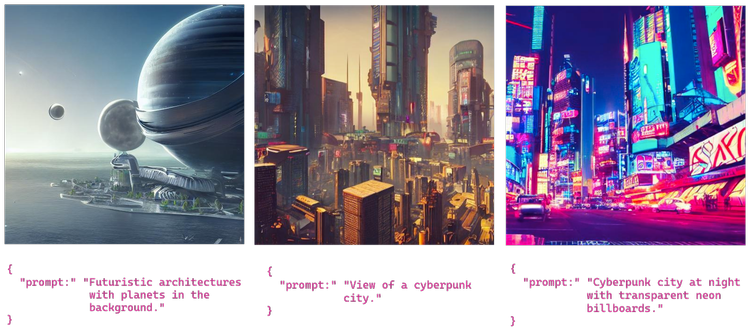 {
"prompt:" "Futuristic architectures
with planets in the
background."
}
{
"prompt:" "View of a cyberpunk
city."
}
{
"prompt:" "Cyberpunk city at night
with transparent neon
billboards."
}